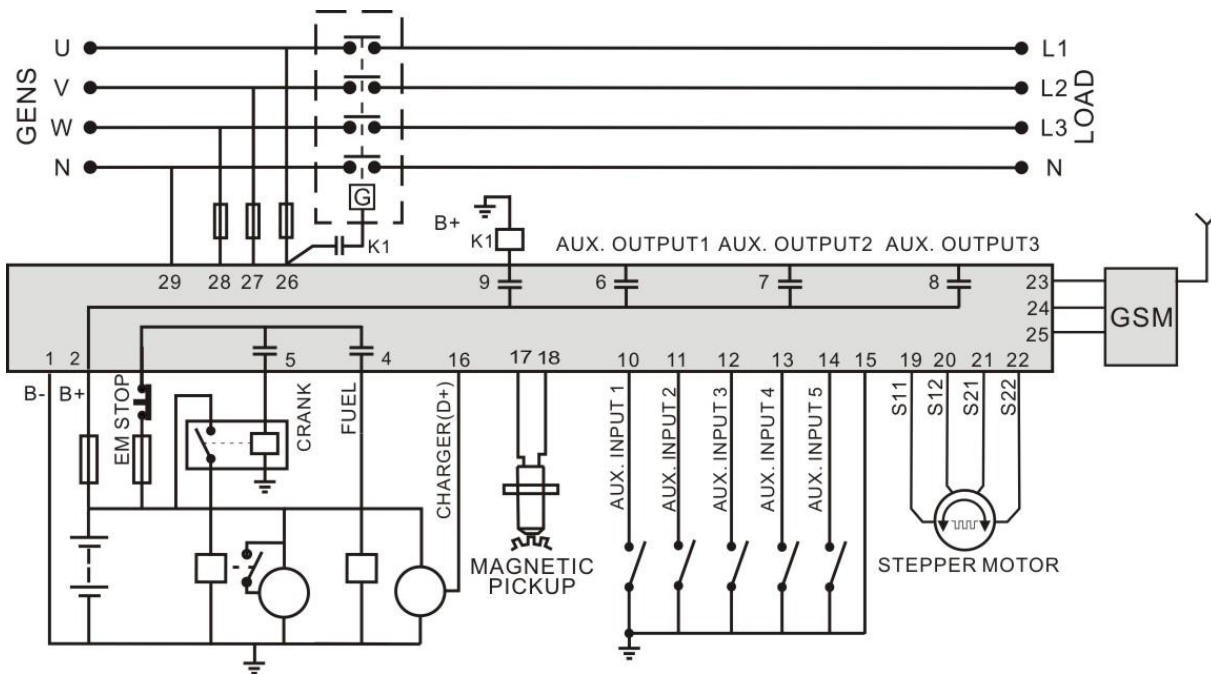 GENS
U
V
W
N
L1
L2
L3
N
LOAD
G
K1
B+
K1
AUX. OUTPUT1
AUX. OUTPUT2
AUX. OUTPUT3
29
28
27
26
9
6
7
8
23
24
25
GSM
1
2
5
4
16
17
18
10
11
12
13
14
15
19
20
21
22
B-
B+
EM STOP
CRANK
FUEL
CHARGER(D+)
AUX. INPUT 1
AUX. INPUT 2
AUX. INPUT 3
AUX. INPUT 4
AUX. INPUT 5
S11
S12
S21
S22
MAGNETIC
PICKUP
STEPPER MOTOR